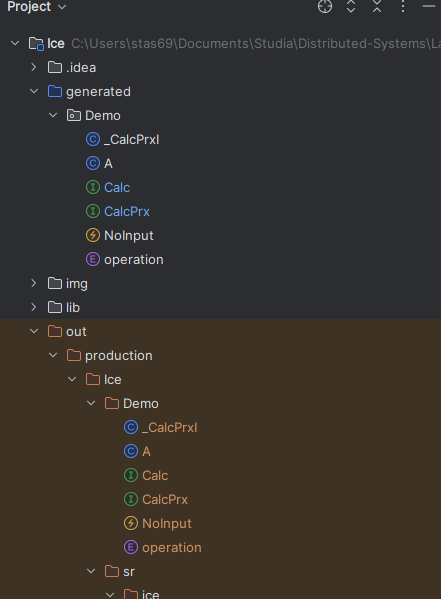 Project
Ice C:\Users\stas69\Documents\Studia\Distributed-Systems\La
.idea
generated
Demo
_CalcPrxI
A
Calc
CalcPrx
NoInput
operation
img
lib
out
production
Ice
Demo
_CalcPrxI
A
Calc
CalcPrx
NoInput
operation
sr
ice